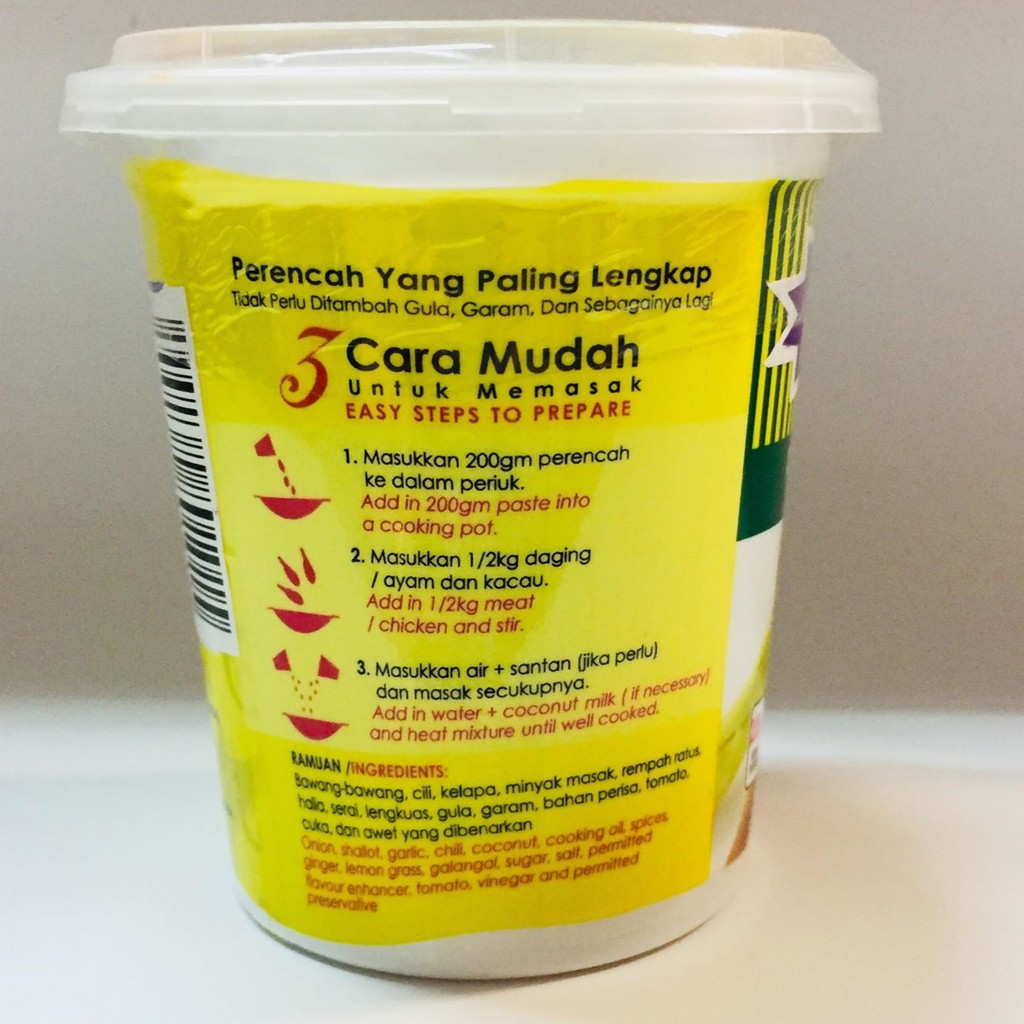 Perencah Yang Paling Lengkap
Tidak Perlu Ditambah Gula, Garam, Dan Sebagainya Lagi
3 Cara Mudah
Untuk Memasak
EASY STEPS TO PREPARE
1. Masukkan 200gm perencah
ke dalam periuk.
Add in 200gm paste into
a cooking pot.
2. Masukkan 1/2kg daging
/ ayam dan kacau.
Add in 1/2kg meat
/ chicken and stir.
3. Masukkan air + santan (jika perlu)
dan masak secukupnya.
Add in water + coconut milk ( if necessary)
and heat mixture until well cooked.
RAMUAN /INGREDIENTS:
Bawang-bawang, cili, kelapa, minyak masak, rempah ratus,
halia, serai, lengkuas, gula, garam, bahan perisa, tomato,
cuka, dan awet yang dibenarkan
Onion, shallot, garlic, chili, coconut, cooking oil, spices,
ginger, lemon grass, galangal, sugar, salt, permitted
flavour enhancer, tomato, vinegar and permitted
preservative